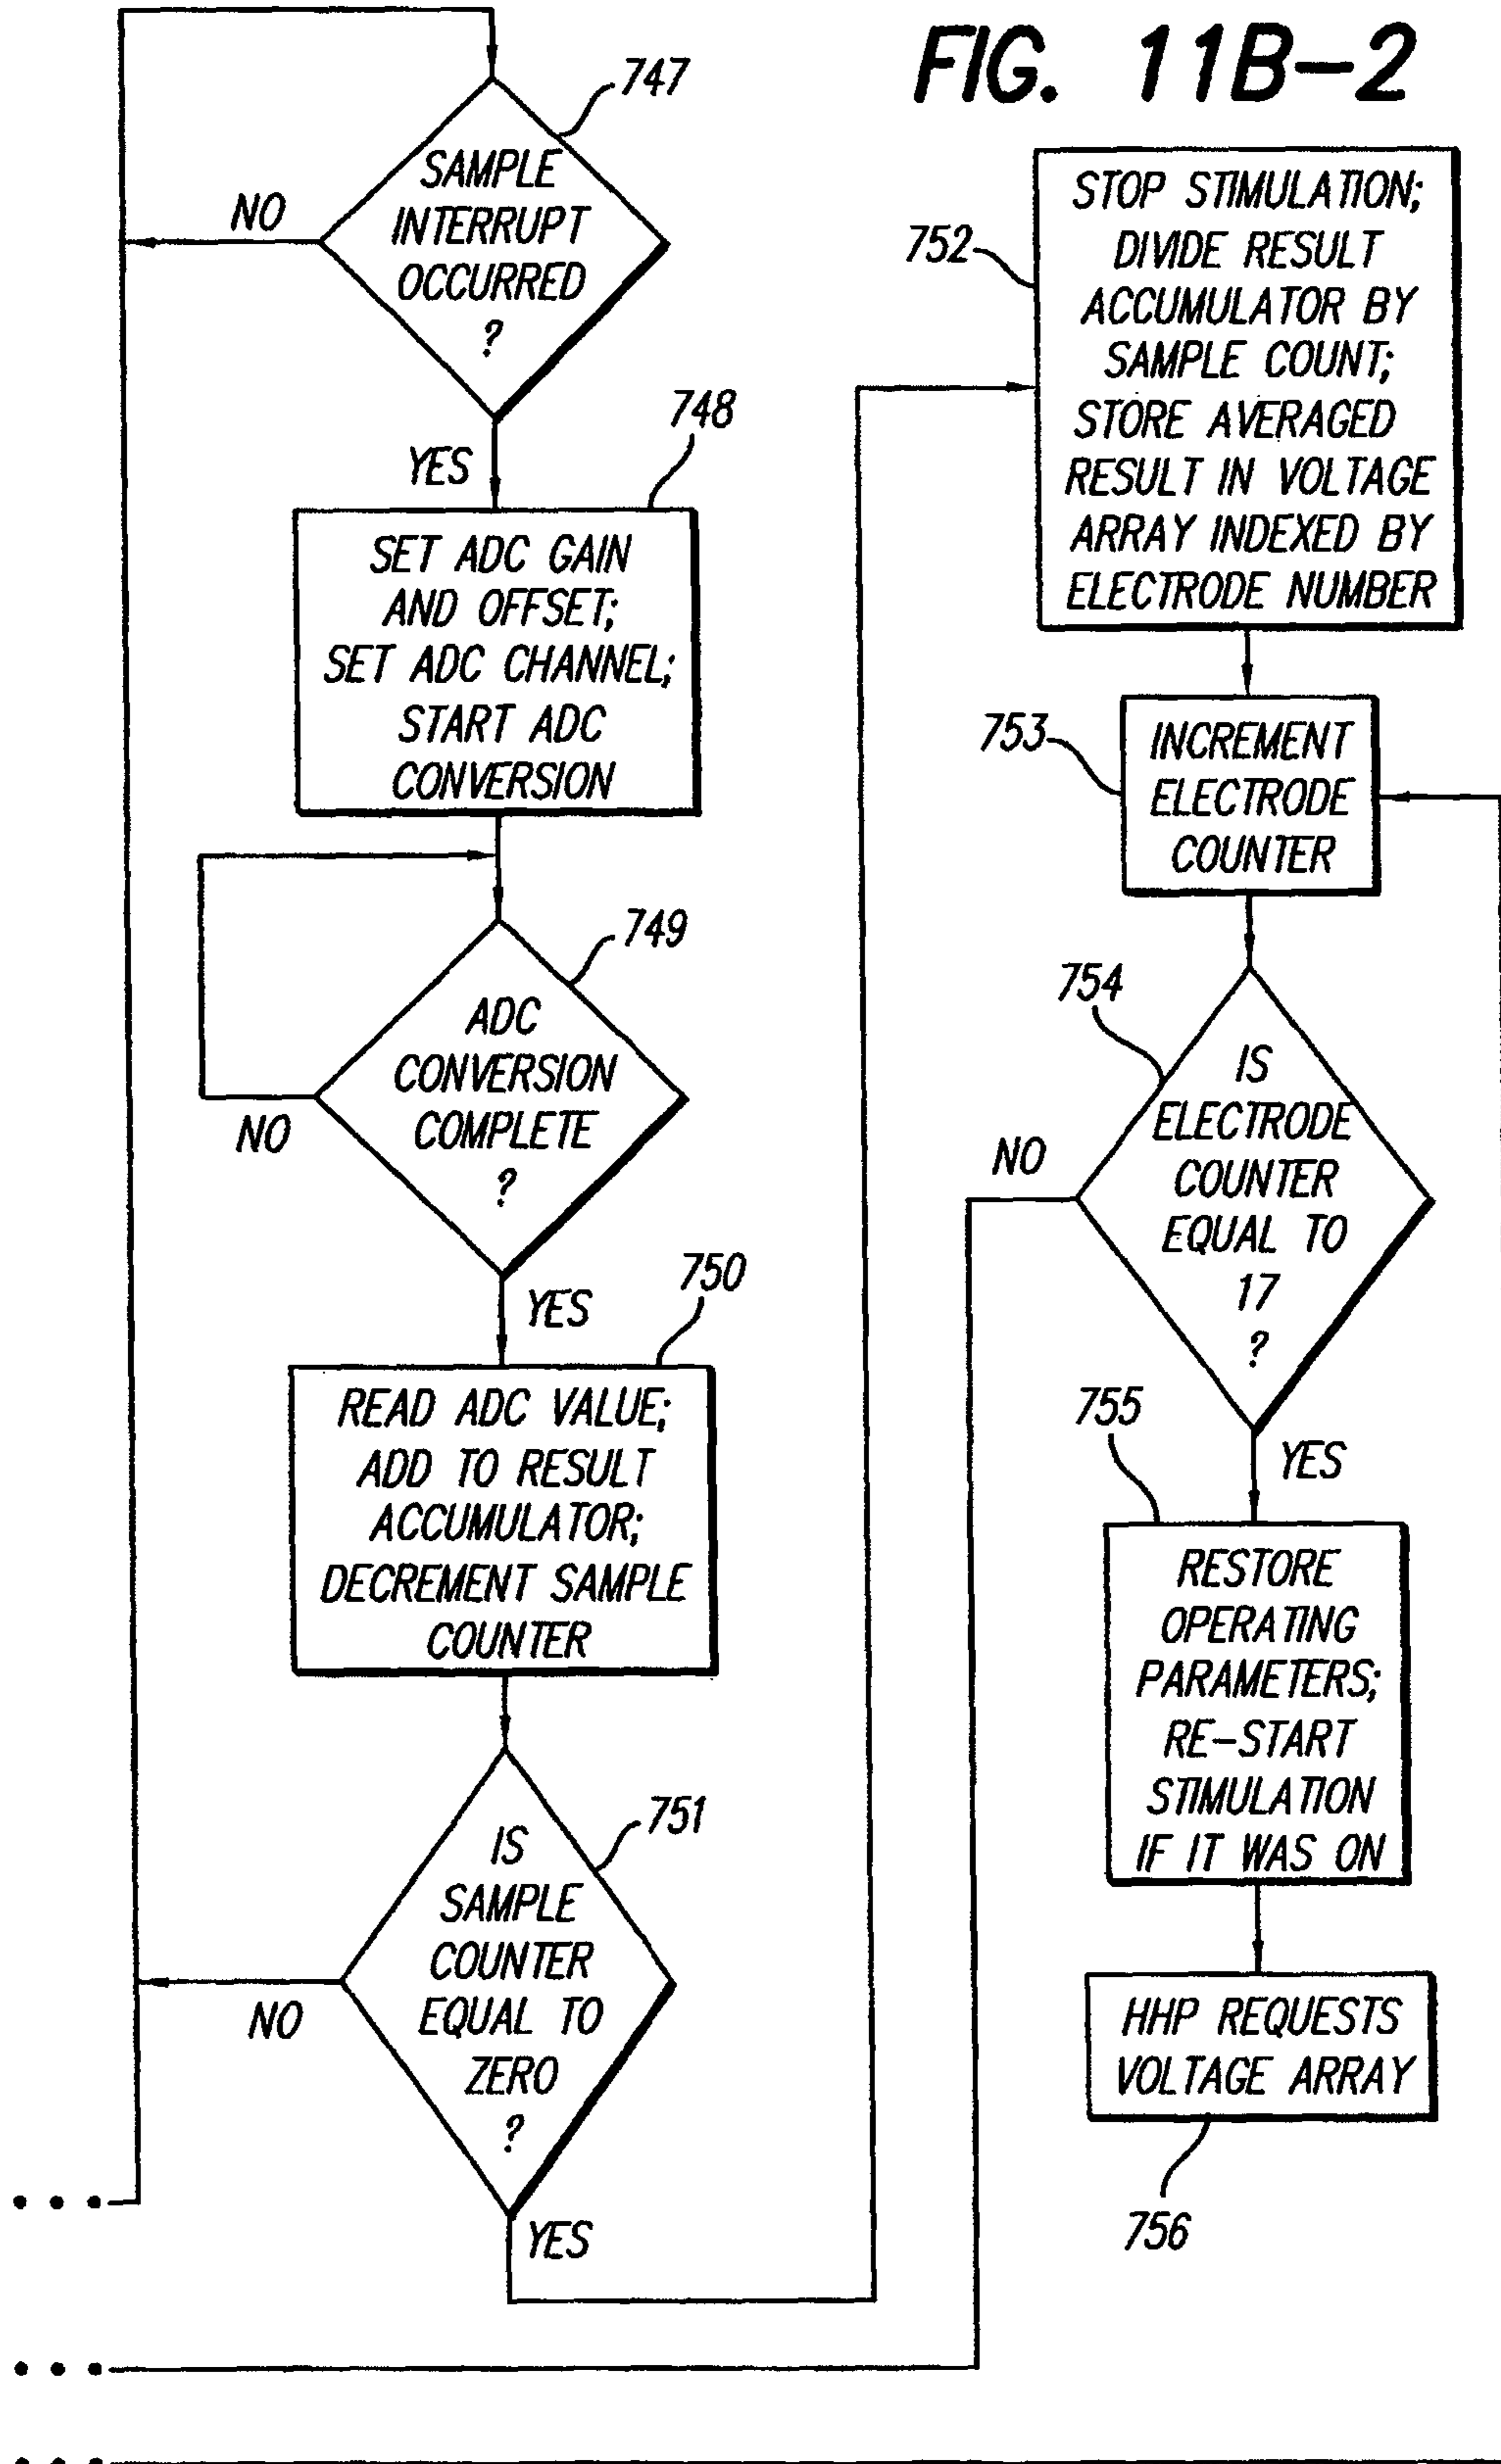 FIG. 11B-2
747
SAMPLE
INTERRUPT
OCCURRED
?
NO
YES
748
SET ADC GAIN
AND OFFSET;
SET ADC CHANNEL;
START ADC
CONVERSION
749
ADC
CONVERSION
COMPLETE
?
NO
YES
750
READ ADC VALUE;
ADD TO RESULT
ACCUMULATOR;
DECREMENT SAMPLE
COUNTER
751
IS
SAMPLE
COUNTER
EQUAL TO
ZERO
?
NO
YES
752
STOP STIMULATION;
DIVIDE RESULT
ACCUMULATOR BY
SAMPLE COUNT;
STORE AVERAGED
RESULT IN VOLTAGE
ARRAY INDEXED BY
ELECTRODE NUMBER
753
INCREMENT
ELECTRODE
COUNTER
754
IS
ELECTRODE
COUNTER
EQUAL TO
17
?
NO
YES
755
RESTORE
OPERATING
PARAMETERS;
RE-START
STIMULATION
IF IT WAS ON
HHP REQUESTS
VOLTAGE ARRAY
756